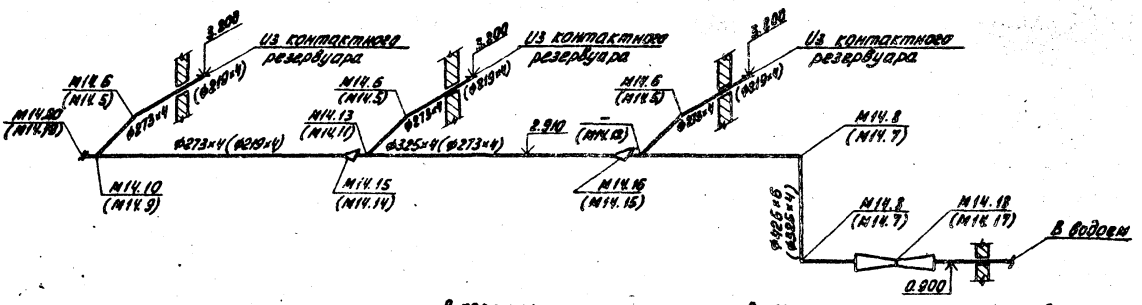 3.200
Из контактного
резервуара
М14.6
(М14.5)
ф273×4
(ф219×4)
(М14.19)
3.200
Из контактного
резервуара
М14.6
(М14.5)
ф273×4
3.200
Из контактного
резервуара
М14.6
(М14.5)
ф273×4
(ф219×4)
М14.13
(М14.11)
–
(М14.12)
ф273×4(ф219×4)
ф325×4(ф273×4)
2.910
М14.8
(М14.7)
М14.10
(М14.9)
М14.15
(М14.14)
М14.16
(М14.15)
ф426×6
(ф325×4)
М14.8
(М14.7)
М14.18
(М14.17)
В водоем
0.900